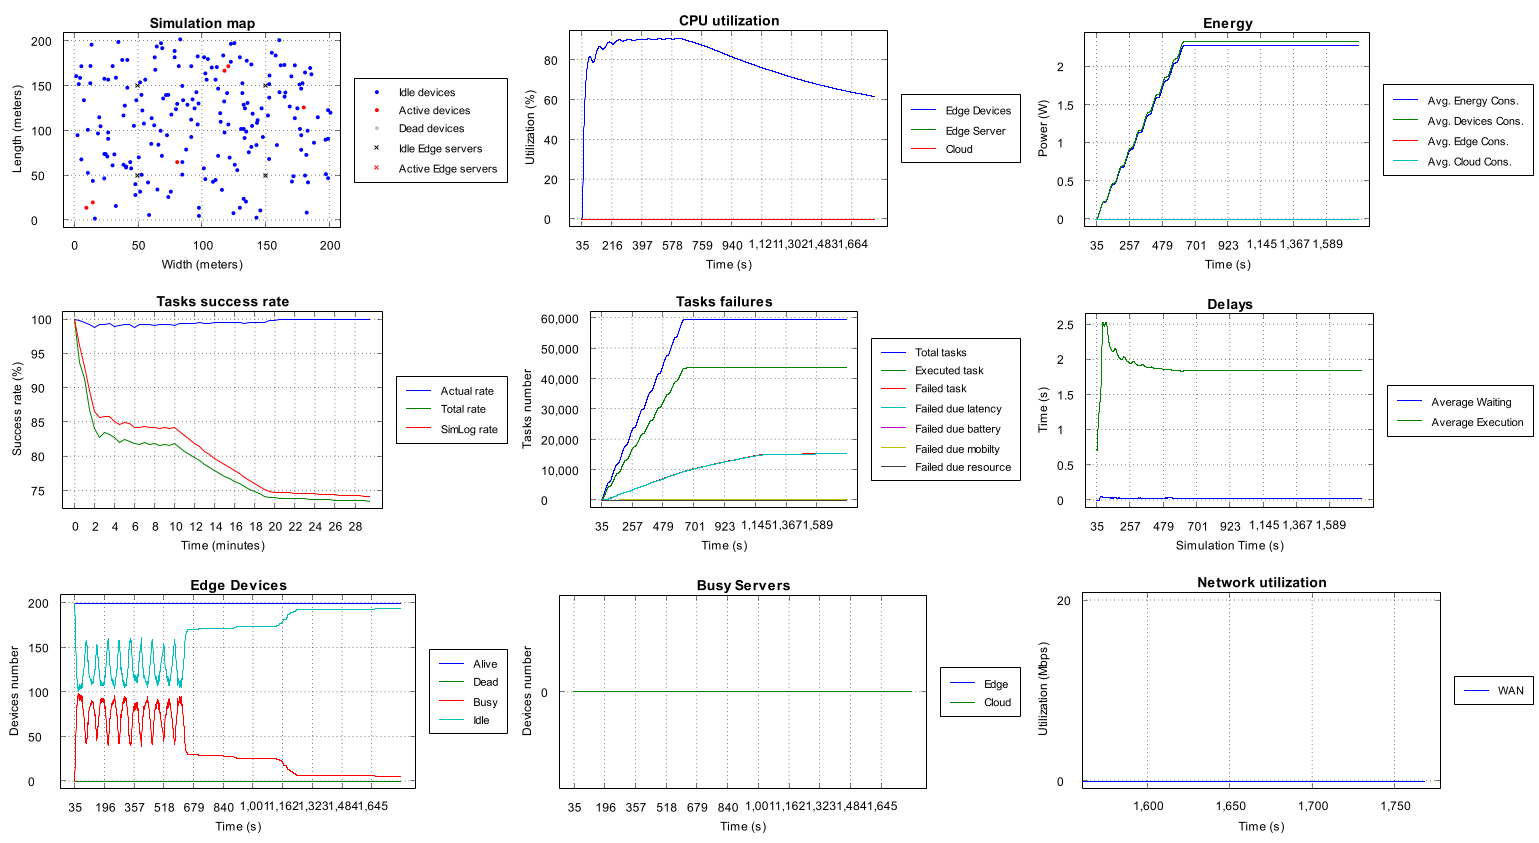 Simulation map
200
150
100
50
0
0 50 100 150 200
Length (meters)
Width (meters)
Idle devices
Active devices
Dead devices
Idle Edge servers
Active Edge servers
CPU utilization
80
60
40
20
0
35 216 397 578 759 940 1,121 1,302 1,483 1,664
Utilization (%)
Time (s)
Edge Devices
Edge Server
Cloud
Energy
2
1.5
1
0.5
0
35 257 479 701 923 1,145 1,367 1,589
Power (W)
Time (s)
Avg. Energy Cons.
Avg. Devices Cons.
Avg. Edge Cons.
Avg. Cloud Cons.
Tasks success rate
100
95
90
85
80
75
0 2 4 6 8 10 12 14 16 18 20 22 24 26 28
Success rate (%)
Time (minutes)
Actual rate
Total rate
SimLog rate
Tasks failures
60,000
50,000
40,000
30,000
20,000
10,000
0
35 257 479 701 923 1,145 1,367 1,589
Tasks number
Time (s)
Total tasks
Executed task
Failed task
Failed due latency
Failed due battery
Failed due mobilty
Failed due resource
Delays
2.5
2
1.5
1
0.5
0
35 257 479 701 923 1,145 1,367 1,589
Time (s)
Simulation Time (s)
Average Waiting
Average Execution
Edge Devices
200
150
100
50
0
35 196 357 518 679 840 1,001 1,162 1,323 1,484 1,645
Devices number
Time (s)
Alive
Dead
Busy
Idle
Busy Servers
0
35 196 357 518 679 840 1,001 1,162 1,323 1,484 1,645
Devices number
Time (s)
Edge
Cloud
Network utilization
20
0
1,600 1,650 1,700 1,750
Utilization (Mbps)
Time (s)
WAN